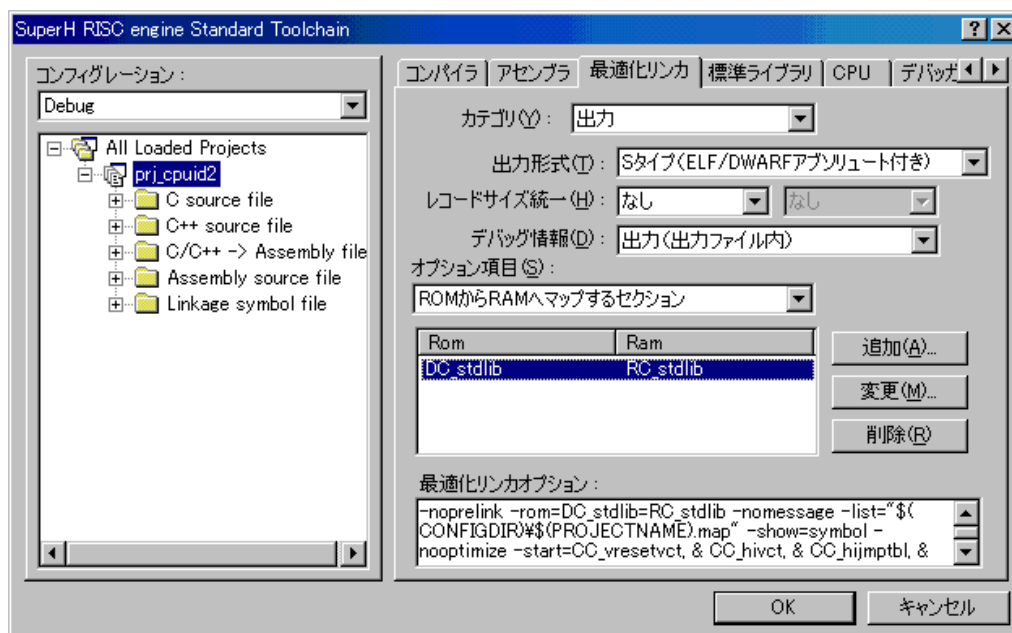 SuperH RISC engine Standard Toolchain
コンフィグレーション：
Debug
All Loaded Projects
prj_cpuid2
C source file
C++ source file
C/C++ -> Assembly file
Assembly source file
Linkage symbol file
コンパイラ アセンブラ 最適化リンカ 標準ライブラリ CPU デバッガ
カテゴリ(Y)： 出力
出力形式(T)： Sタイプ(ELF/DWARFアブソリュート付き)
レコードサイズ統一(H)： なし なし
デバッグ情報(D)： 出力(出力ファイル内)
オプション項目(S)：
ROMからRAMへマップするセクション
Rom Ram
DC_stdlib RC_stdlib
追加(A)...
変更(M)...
削除(R)
最適化リンカオプション：
-noprelink -rom=DC_stdlib=RC_stdlib -nomessage -list="$(
CONFIGDIR)¥$(PROJECTNAME).map" -show=symbol -
nooptimize -start=CC_vresetvct, & CC_hivct, & CC_hijmptbl, &
OK キャンセル